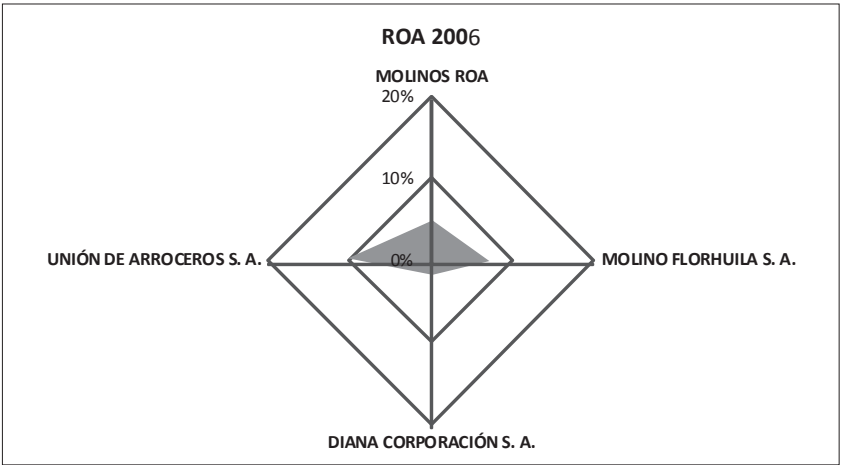 ROA 2006
MOLINOS ROA
20%
10%
UNIÓN DE ARROCEROS S. A.
0%
MOLINO FLORHUILA S. A.
DIANA CORPORACIÓN S. A.